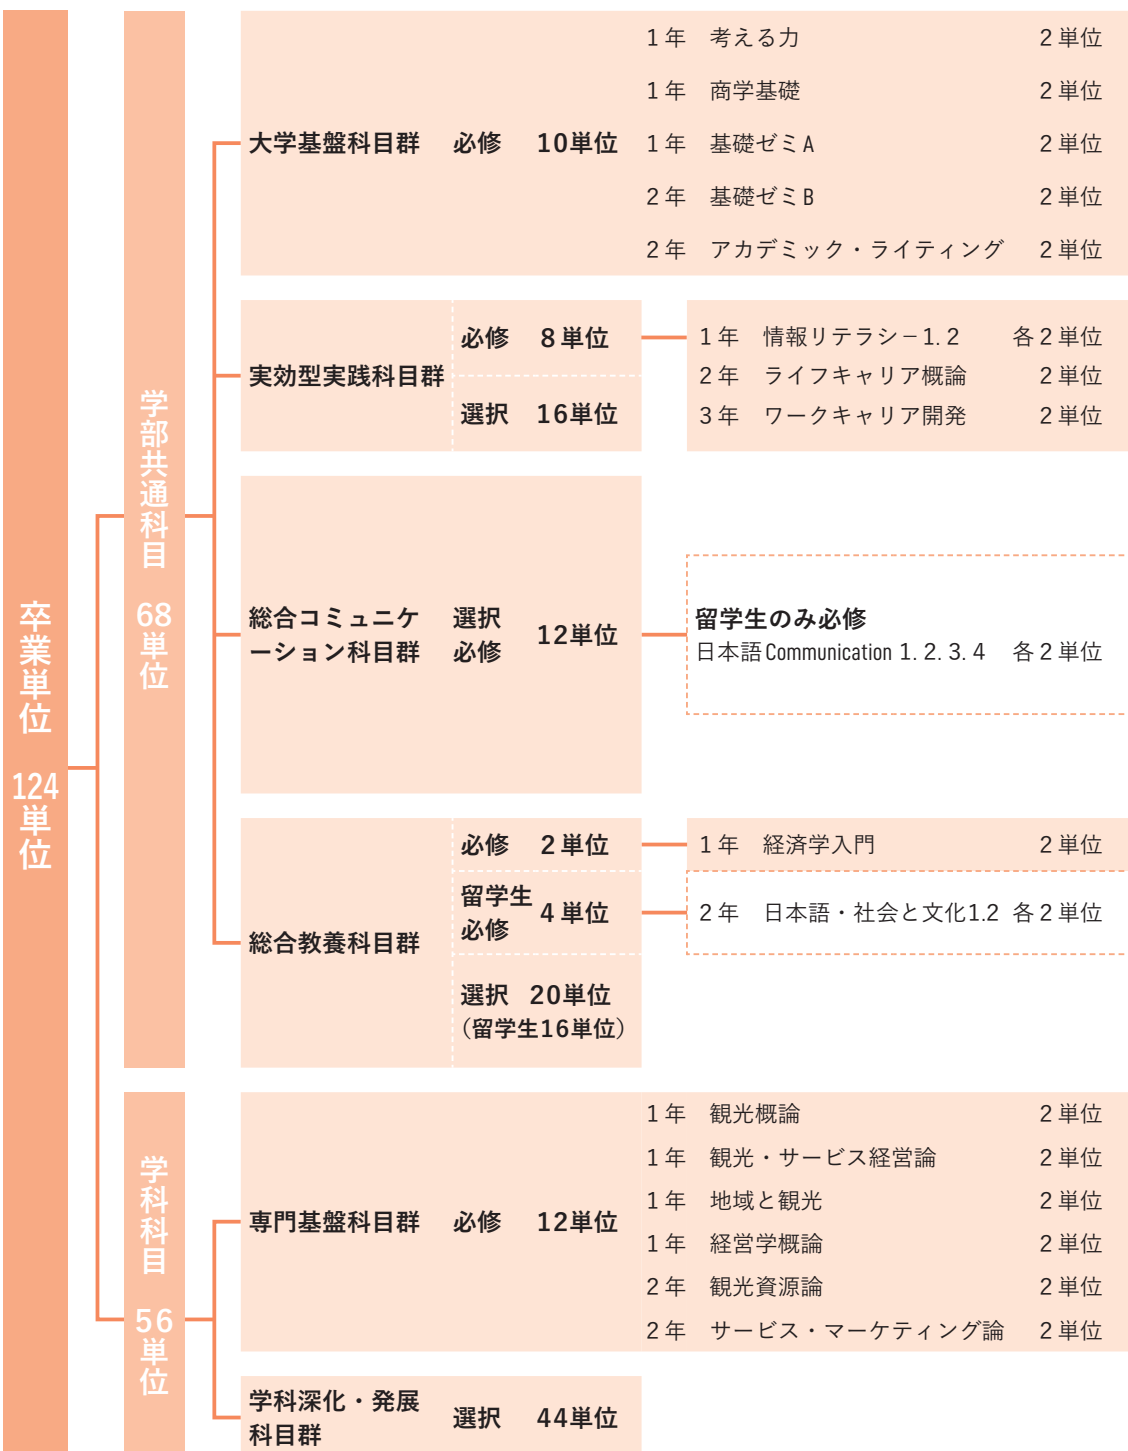 卒業単位 124単位
学部共通科目 68単位
大学基盤科目群 必修 10単位
1年 考える力 2単位
1年 商学基礎 2単位
1年 基礎ゼミA 2単位
2年 基礎ゼミB 2単位
2年 アカデミック・ライティング 2単位
実効型実践科目群
必修 8単位
1年 情報リテラシー1. 2 各2単位
2年 ライフキャリア概論 2単位
3年 ワークキャリア開発 2単位
選択 16単位
総合コミュニケ
ーション科目群
選択
必修
12単位
留学生のみ必修
日本語Communication 1. 2. 3. 4 各2単位
総合教養科目群
必修 2単位
1年 経済学入門 2単位
留学生
必修
4単位
2年 日本語・社会と文化1.2 各2単位
選択 20単位
（留学生16単位）
学科科目 56単位
専門基盤科目群 必修 12単位
1年 観光概論 2単位
1年 観光・サービス経営論 2単位
1年 地域と観光 2単位
1年 経営学概論 2単位
2年 観光資源論 2単位
2年 サービス・マーケティング論 2単位
学科深化・発展
科目群
選択 44単位